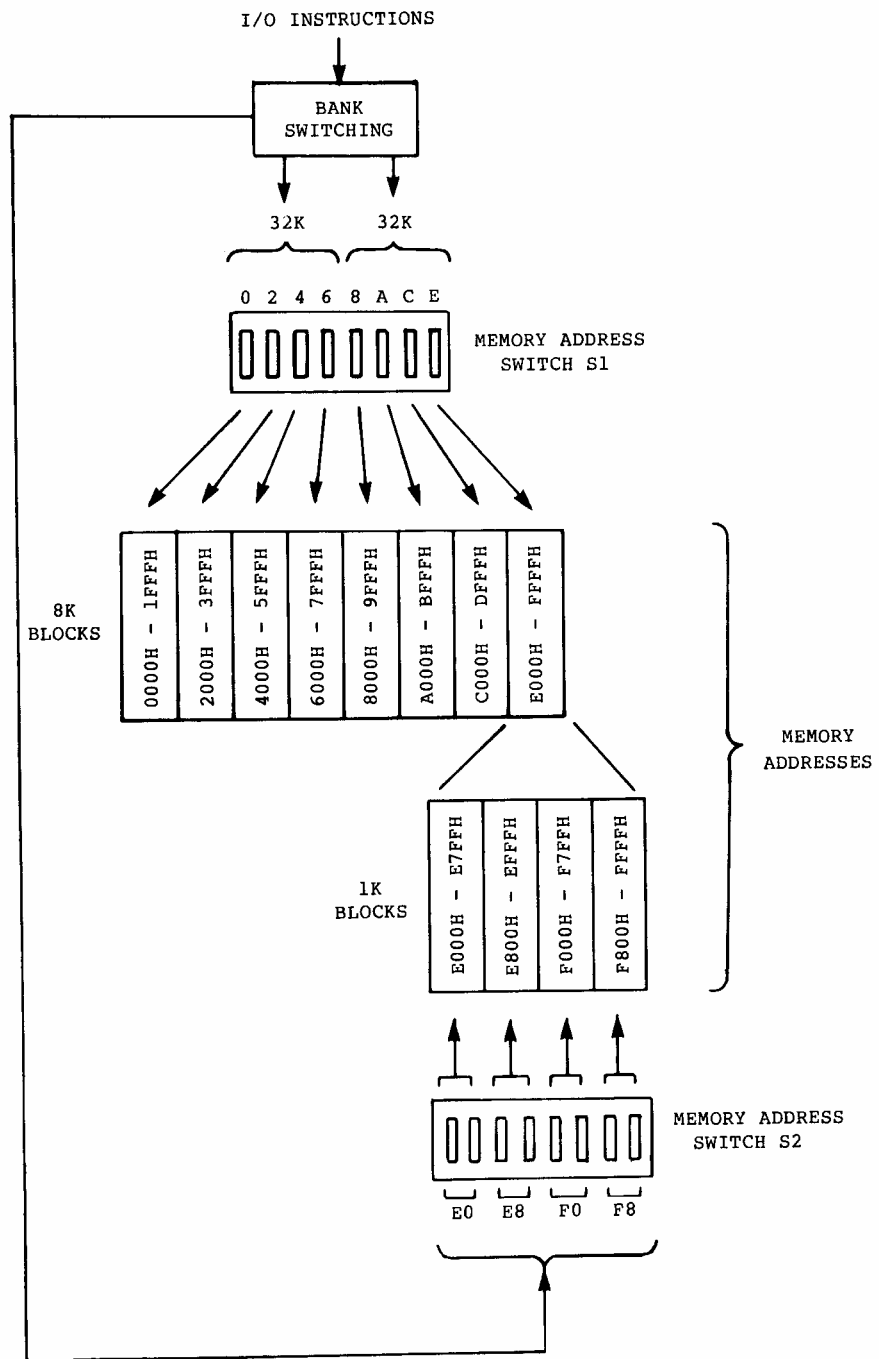 I/O INSTRUCTIONS
BANK
SWITCHING
32K 32K
0 2 4 6 8 A C E
MEMORY ADDRESS
SWITCH S1
8K
BLOCKS
0000H - 1FFFH
2000H - 3FFFH
4000H - 5FFFH
6000H - 7FFFH
8000H - 9FFFH
A000H - BFFFH
C000H - DFFFH
E000H - FFFFH
MEMORY
ADDRESSES
1K
BLOCKS
E000H - E7FFH
E800H - EFFFH
F000H - F7FFH
F800H - FFFFH
MEMORY ADDRESS
SWITCH S2
E0 E8 F0 F8